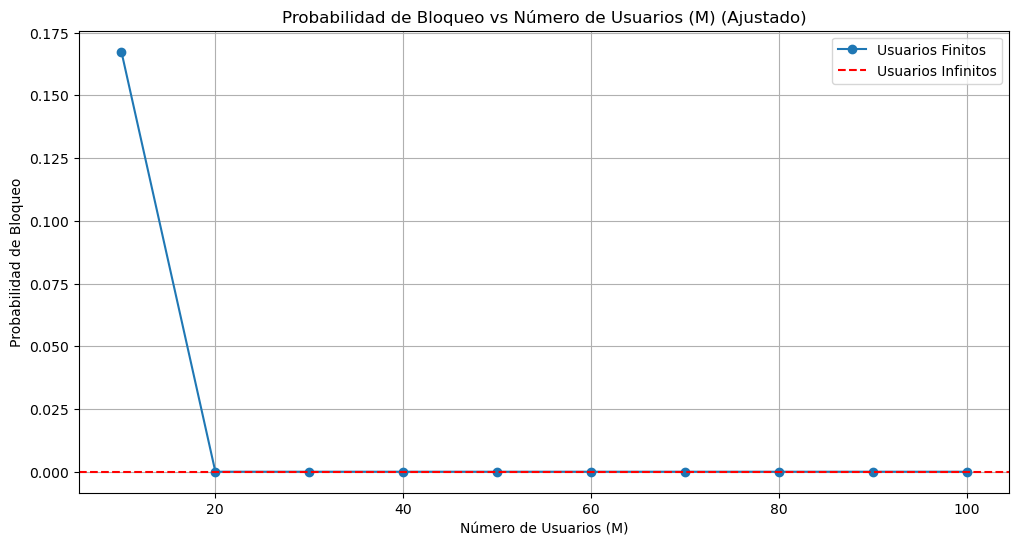 Probabilidad de Bloqueo vs Número de Usuarios (M) (Ajustado)
Usuarios Finitos
Usuarios Infinitos
Probabilidad de Bloqueo
0.175
0.150
0.125
0.100
0.075
0.050
0.025
0.000
20
40
60
80
100
Número de Usuarios (M)